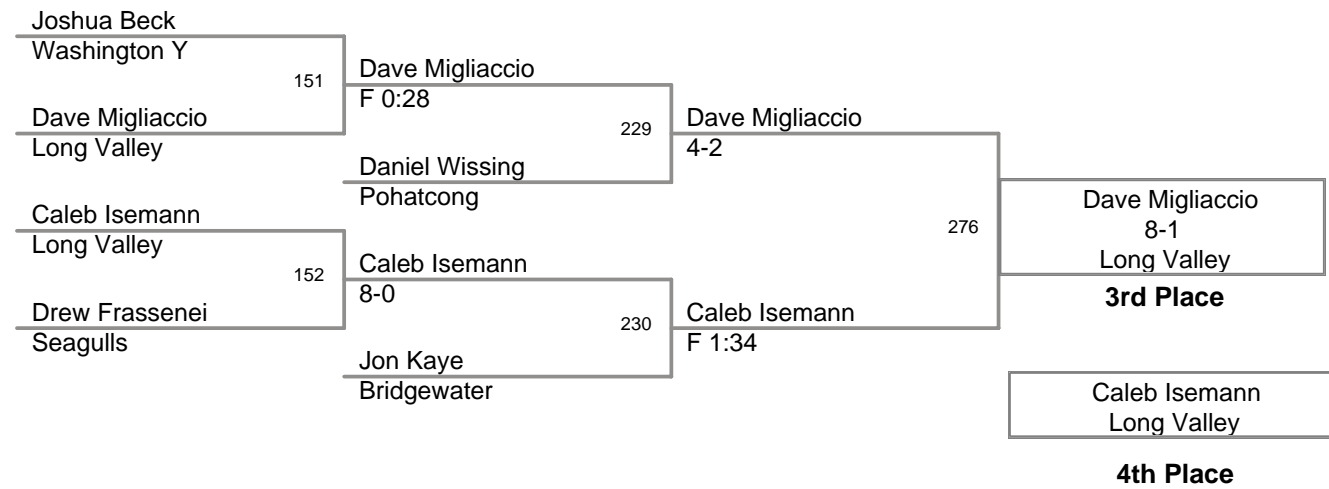 Joshua Beck
Washington Y
151
Dave Migliaccio
F 0:28
Dave Migliaccio
Long Valley
229
Dave Migliaccio
4-2
Daniel Wissing
Pohatcong
Caleb Isemann
Long Valley
276
Dave Migliaccio
8-1
Long Valley
3rd Place
152
Caleb Isemann
8-0
Drew Frassenei
Seagulls
230
Caleb Isemann
F 1:34
Jon Kaye
Bridgewater
Caleb Isemann
Long Valley
4th Place